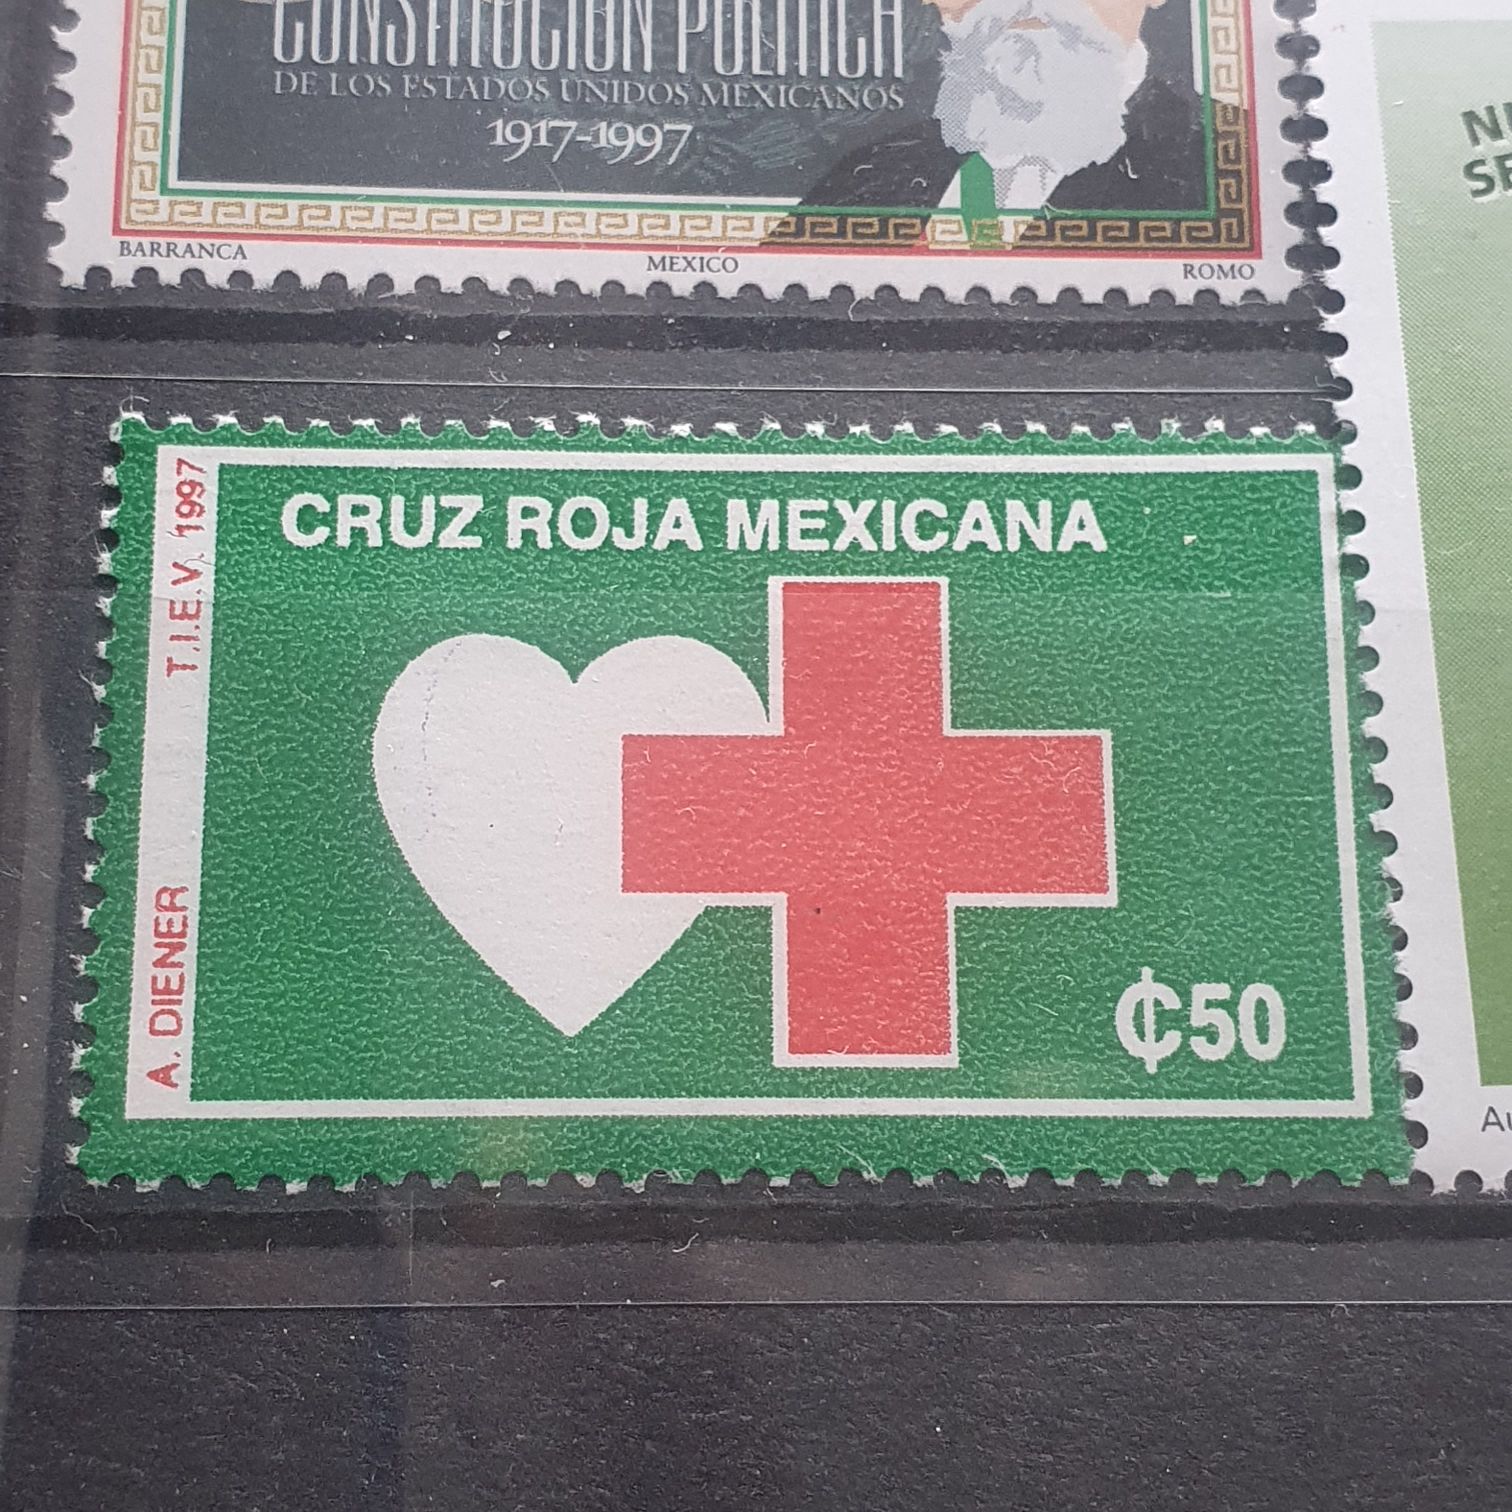 CONSTITUCION POLITICA
DE LOS ESTADOS UNIDOS MEXICANOS
1917-1997
BARRANCA
MEXICO
ROMO
CRUZ ROJA MEXICANA
T.I.E.V. 1997
A. DIENER
₵50